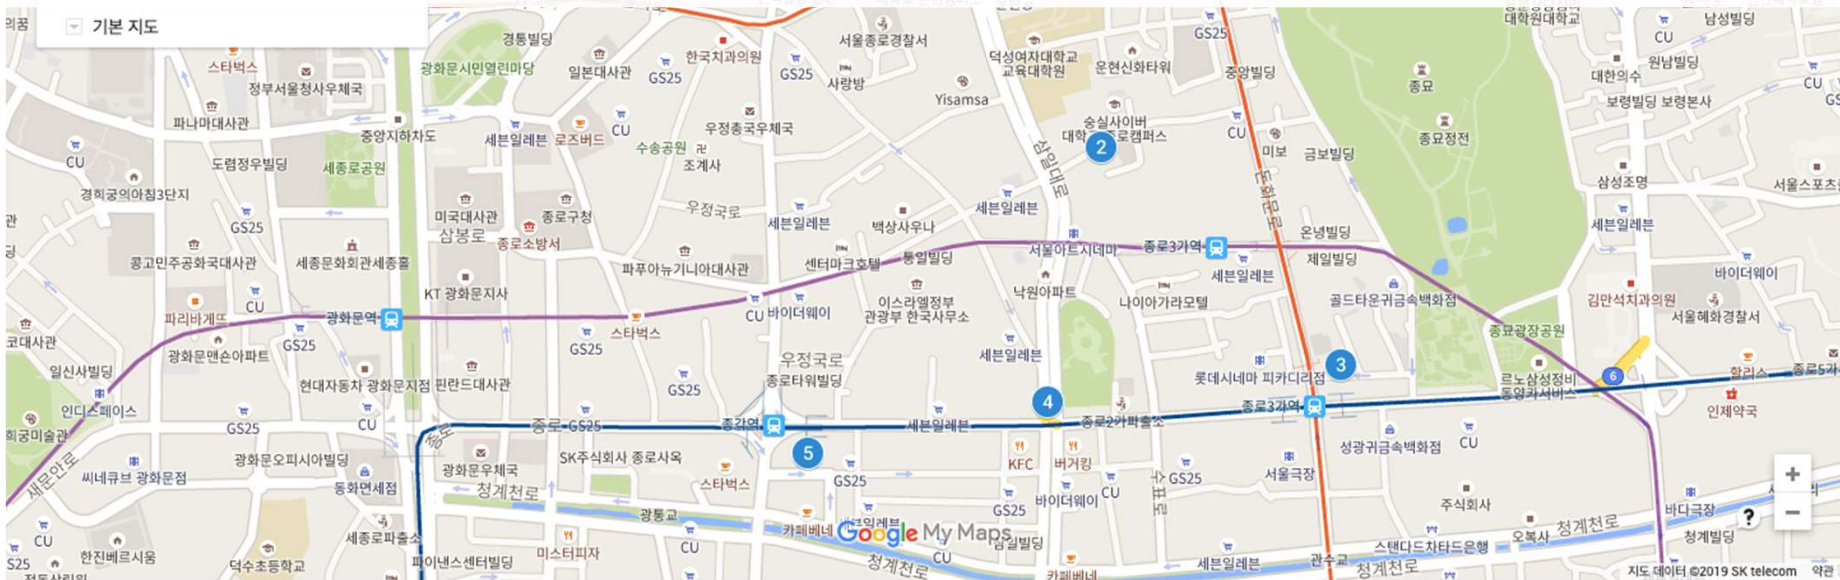 기본 지도
의꿈
경통빌딩
서울종로경찰서
GS25
대학원대학교
CU
남성빌딩
스타벅스
정부서울청사우체국
광화문시민열린마당
일본대사관
GS25
한국치과의원
GS25
사랑방
덕성여자대학교
교육대학원
운현신화타워
중앙빌딩
종묘
대한의수
원남빌딩
CU
Yisamsa
보령빌딩 보령본사
파나마대사관
중앙지하차도
세븐일레븐
로즈버드
CU
우정총국우체국
숭실사이버
CU
종묘정전
CU
도렴정우빌딩
세종로공원
수송공원
조계사
2
삼일대로
미보
금보빌딩
돈화문로
경희궁의아침3단지
삼성조명
GS25
미국대사관
삼봉로
종로구청
우정국로
세븐일레븐
백상사우나
세븐일레븐
세븐일레븐
온녕빌딩
콩고민주공화국대사관
세종문화회관세종홀
종로소방서
파푸아뉴기니아대사관
센터마크호텔
통일빌딩
서울아트시네마
종로3가역
세븐일레븐
제일빌딩
바이더웨이
KT 광화문지사
낙원아파트
나이아가라모텔
골드타운귀금속백화점
김만석치과의원
파리바게뜨
CU
광화문역
스타벅스
CU
바이더웨이
이스라엘정부
관광부 한국사무소
서울혜화경찰서
종묘광장공원
광화문맨숀아파트
GS25
GS25
우정국로
세븐일레븐
일신사빌딩
현대자동차 광화문지점
핀란드대사관
GS25
종로타워빌딩
롯데시네마 피카디리점
3
르노삼성정비
동양카서비스
6
할리스
인디스페이스
CU
GS25
종로
종로
GS25
종각역
세븐일레븐
4
종로2가파출소
종로3가역
인제약국
새문안로
씨네큐브 광화문점
광화문오피시아빌딩
동화면세점
광화문우체국
SK주식회사 종로사옥
스타벅스
5
GS25
KFC
버거킹
수표로
GS25
서울극장
성광귀금속백화점
CU
청계천로
광통교
카페베네
GS25
바이더웨이
CU
주식회사
바다극장
CU
한진베르시움
세종로파출소
덕수초등학교
파이낸스센터빌딩
미스터피자
CU
Google My Maps
청계천로
CU
카페베네
세븐일레븐
관수교
청계천로
스탠다드차타드은행
오복사
청계천로
청계빌딩
GS25
지도 데이터 ©2019 SK telecom 약관